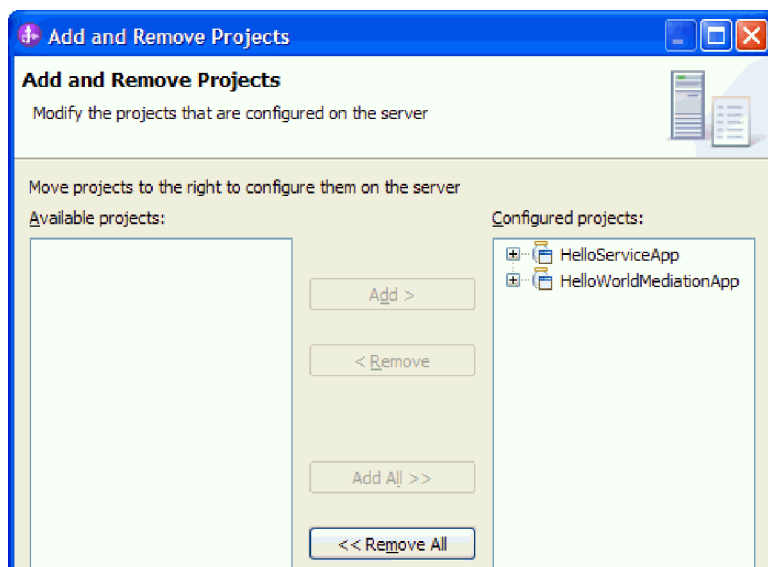 Add and Remove Projects
Add and Remove Projects
Modify the projects that are configured on the server
Move projects to the right to configure them on the server
Available projects:
Configured projects:
HelloServiceApp
HelloWorldMediationApp
Add >
< Remove
Add All >>
<< Remove All